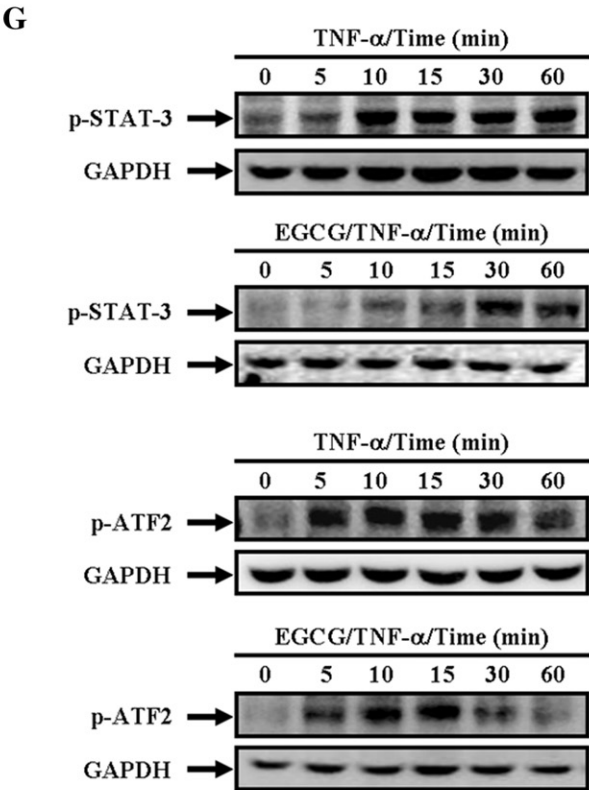 G
TNF-α/Time (min)
0 5 10 15 30 60
p-STAT-3
GAPDH
EGCG/TNF-α/Time (min)
0 5 10 15 30 60
p-STAT-3
GAPDH
TNF-α/Time (min)
0 5 10 15 30 60
p-ATF2
GAPDH
EGCG/TNF-α/Time (min)
0 5 10 15 30 60
p-ATF2
GAPDH